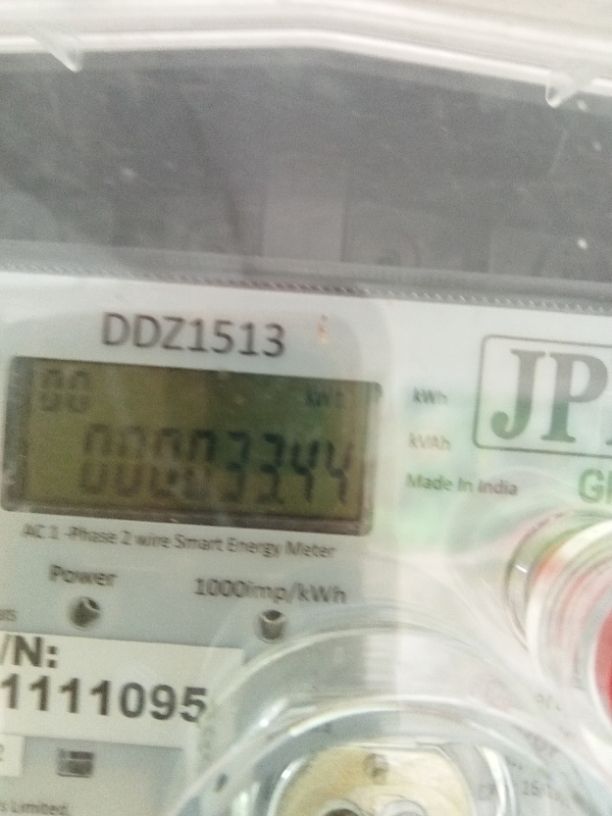 DDZ1513
kWh
00003344
kWh
kVAh
JP
Made In India
AC 1 -Phase 2 wire Smart Energy Meter
Power
1000imp/kWh
/N:
1111095
s Limited.